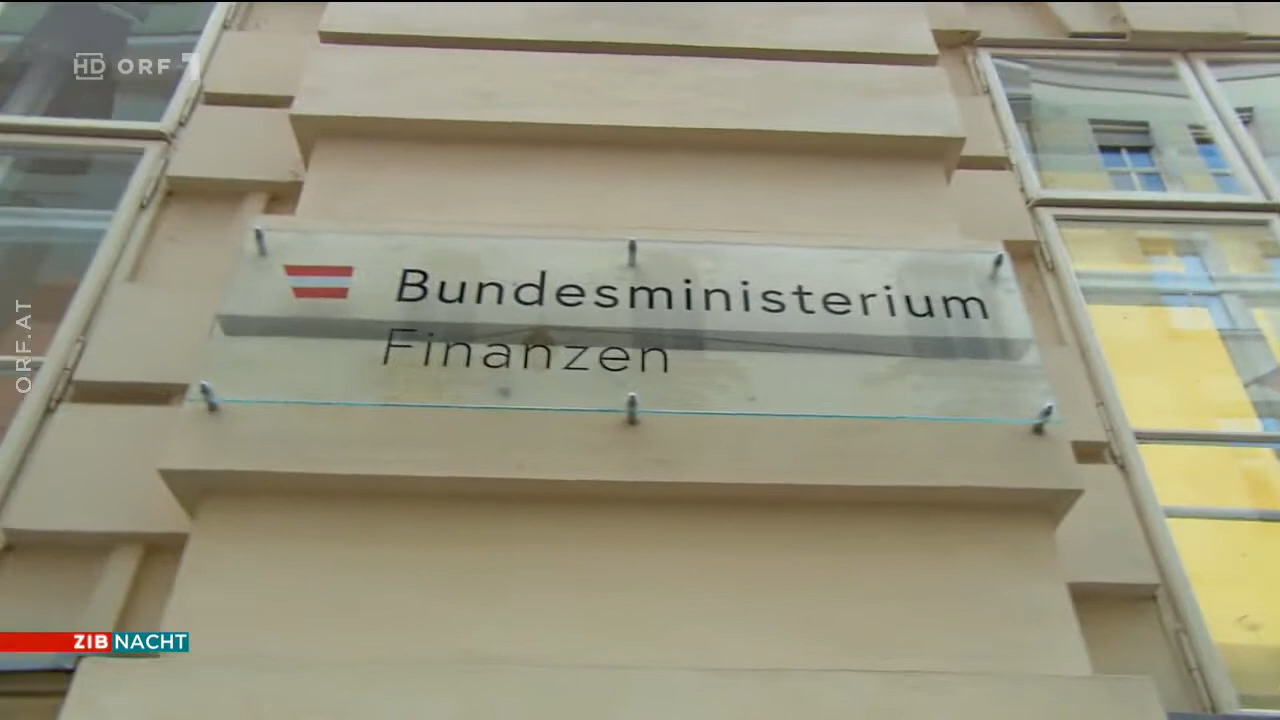 HD ORF 1
Bundesministerium
Finanzen
ORF.AT
ZIB NACHT